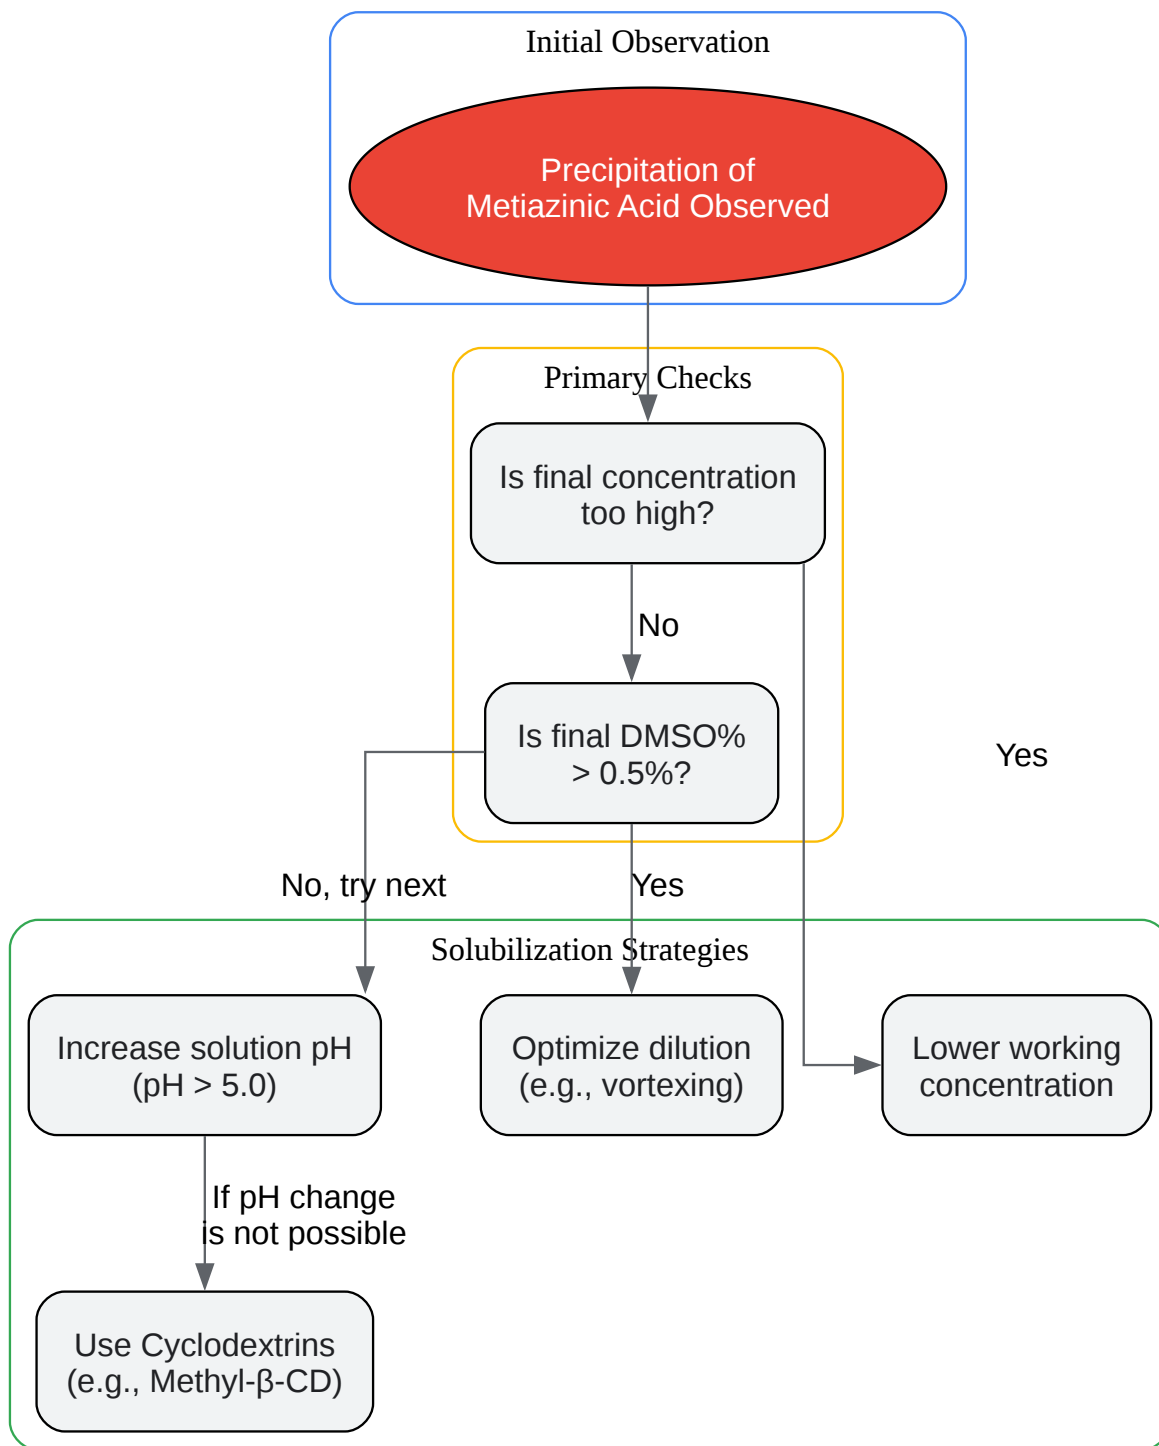 Initial Observation
Precipitation of
Metiazinic Acid Observed
Primary Checks
Is final concentration
too high?
No
Is final DMSO%
> 0.5%?
Yes
No, try next
Yes
Solubilization Strategies
Increase solution pH
(pH > 5.0)
Optimize dilution
(e.g., vortexing)
Lower working
concentration
If pH change
is not possible
Use Cyclodextrins
(e.g., Methyl-β-CD)